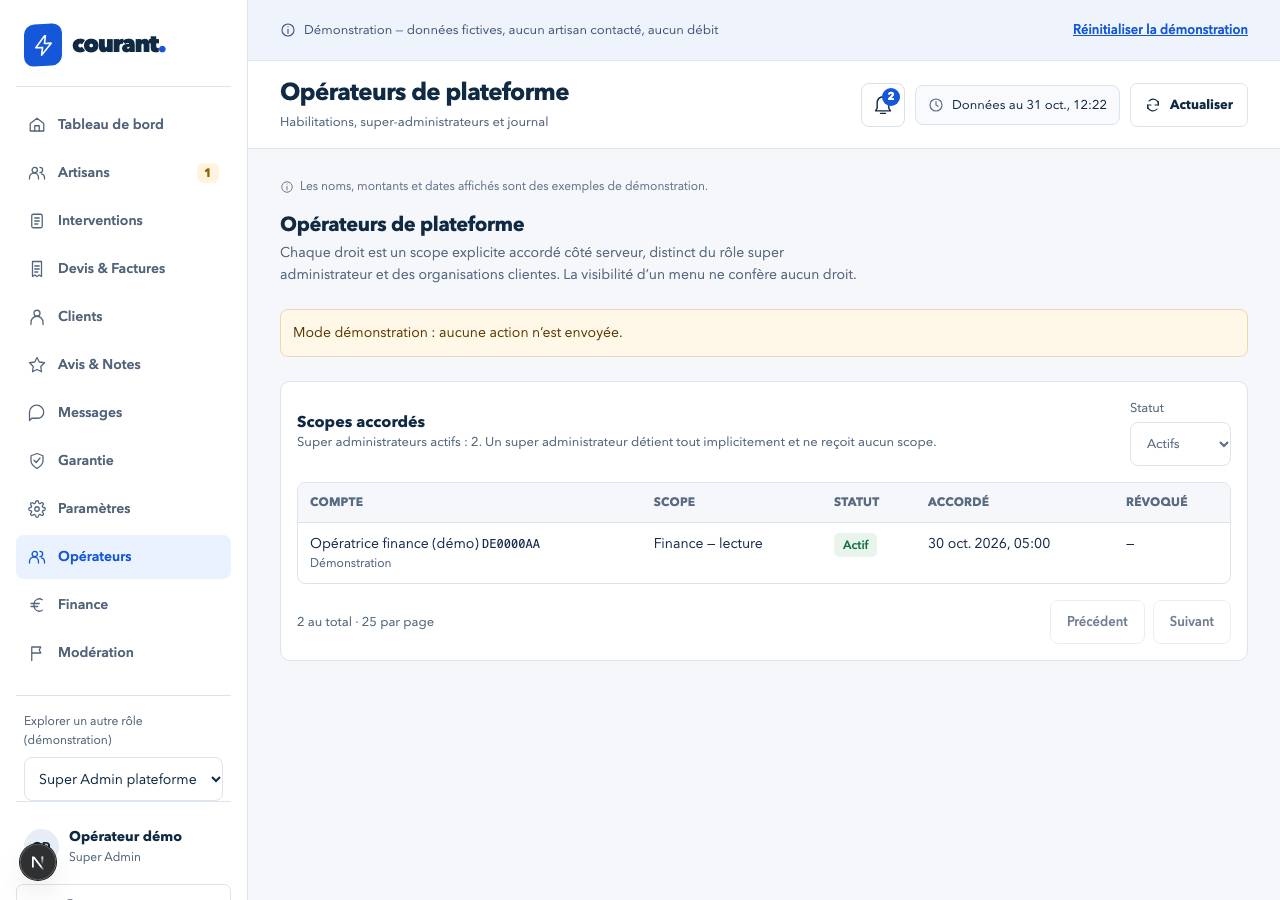 courant.
Tableau de bord
Artisans 1
Interventions
Devis & Factures
Clients
Avis & Notes
Messages
Garantie
Paramètres
Opérateurs
Finance
Modération
Explorer un autre rôle
(démonstration)
Super Admin plateforme
Opérateur démo
Super Admin
N
Démonstration — données fictives, aucun artisan contacté, aucun débit
Réinitialiser la démonstration
Opérateurs de plateforme
Habilitations, super-administrateurs et journal
2
Données au 31 oct., 12:22
Actualiser
Les noms, montants et dates affichés sont des exemples de démonstration.
Opérateurs de plateforme
Chaque droit est un scope explicite accordé côté serveur, distinct du rôle super
administrateur et des organisations clientes. La visibilité d’un menu ne confère aucun droit.
Mode démonstration : aucune action n’est envoyée.
Scopes accordés
Super administrateurs actifs : 2. Un super administrateur détient tout implicitement et ne reçoit aucun scope.
Statut
Actifs
COMPTE SCOPE STATUT ACCORDÉ RÉVOQUÉ
Opératrice finance (démo) DE0000AA Finance — lecture Actif 30 oct. 2026, 05:00 —
Démonstration
2 au total · 25 par page
Précédent Suivant